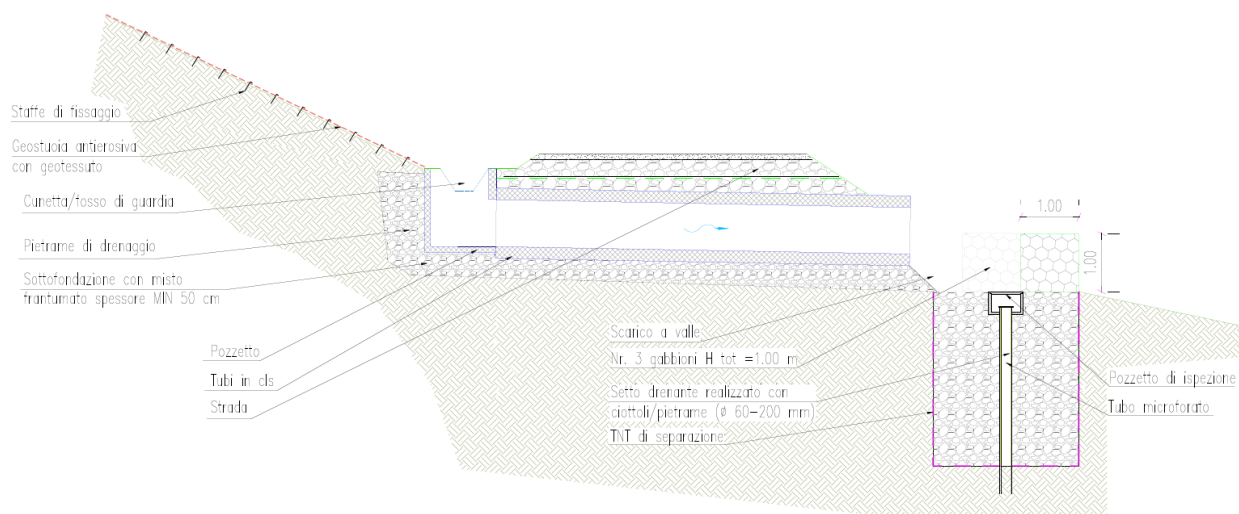 Staffe di fissaggio
Geostuoia antierosiva
con geotessuto
Cunetta/fosso di guardia
Pietrame di drenaggio
Sottofondazione con misto
frantumato spessore MIN 50 cm
Pozzetto
Tubi in cls
Strada
1.00
1.00
Scarico a valle
Nr. 3 gabbioni H tot =1.00 m
Setto drenante realizzato con
ciottoli/pietrame (ø 60-200 mm)
TNT di separazione
Pozzetto di ispezione
Tubo microforato